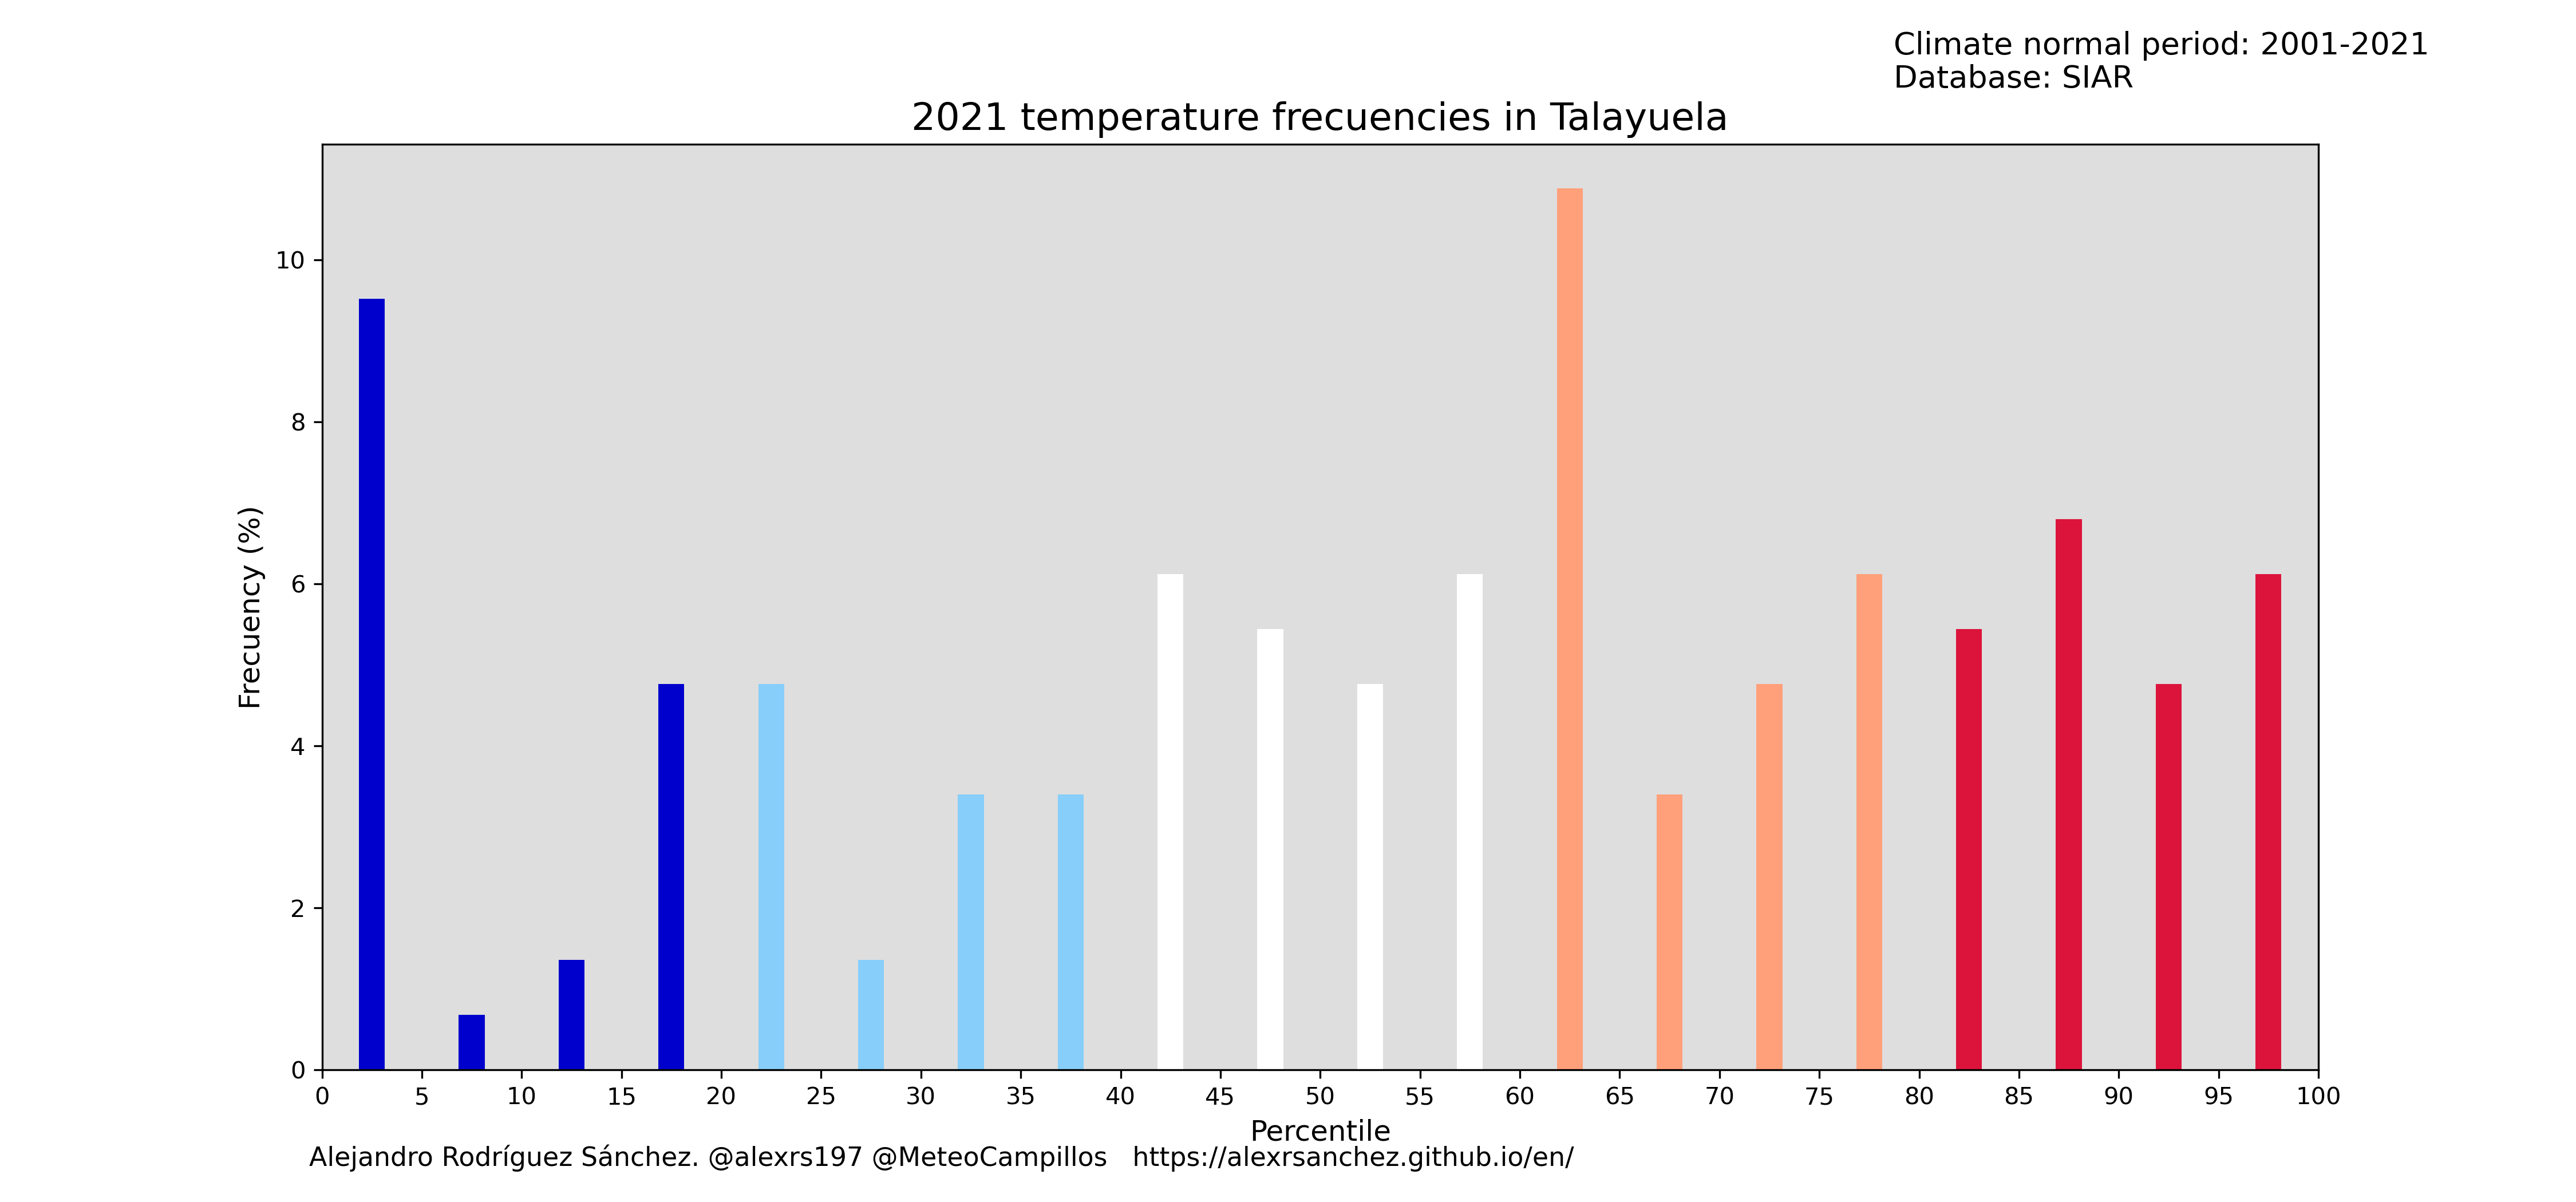 Climate normal period: 2001-2021
Database: SIAR
2021 temperature frecuencies in Talayuela
Frecuency (%)
10
8
6
4
2
0
0 5 10 15 20 25 30 35 40 45 50 55 60 65 70 75 80 85 90 95 100
Percentile
Alejandro Rodríguez Sánchez. @alexrs197 @MeteoCampillos https://alexrsanchez.github.io/en/